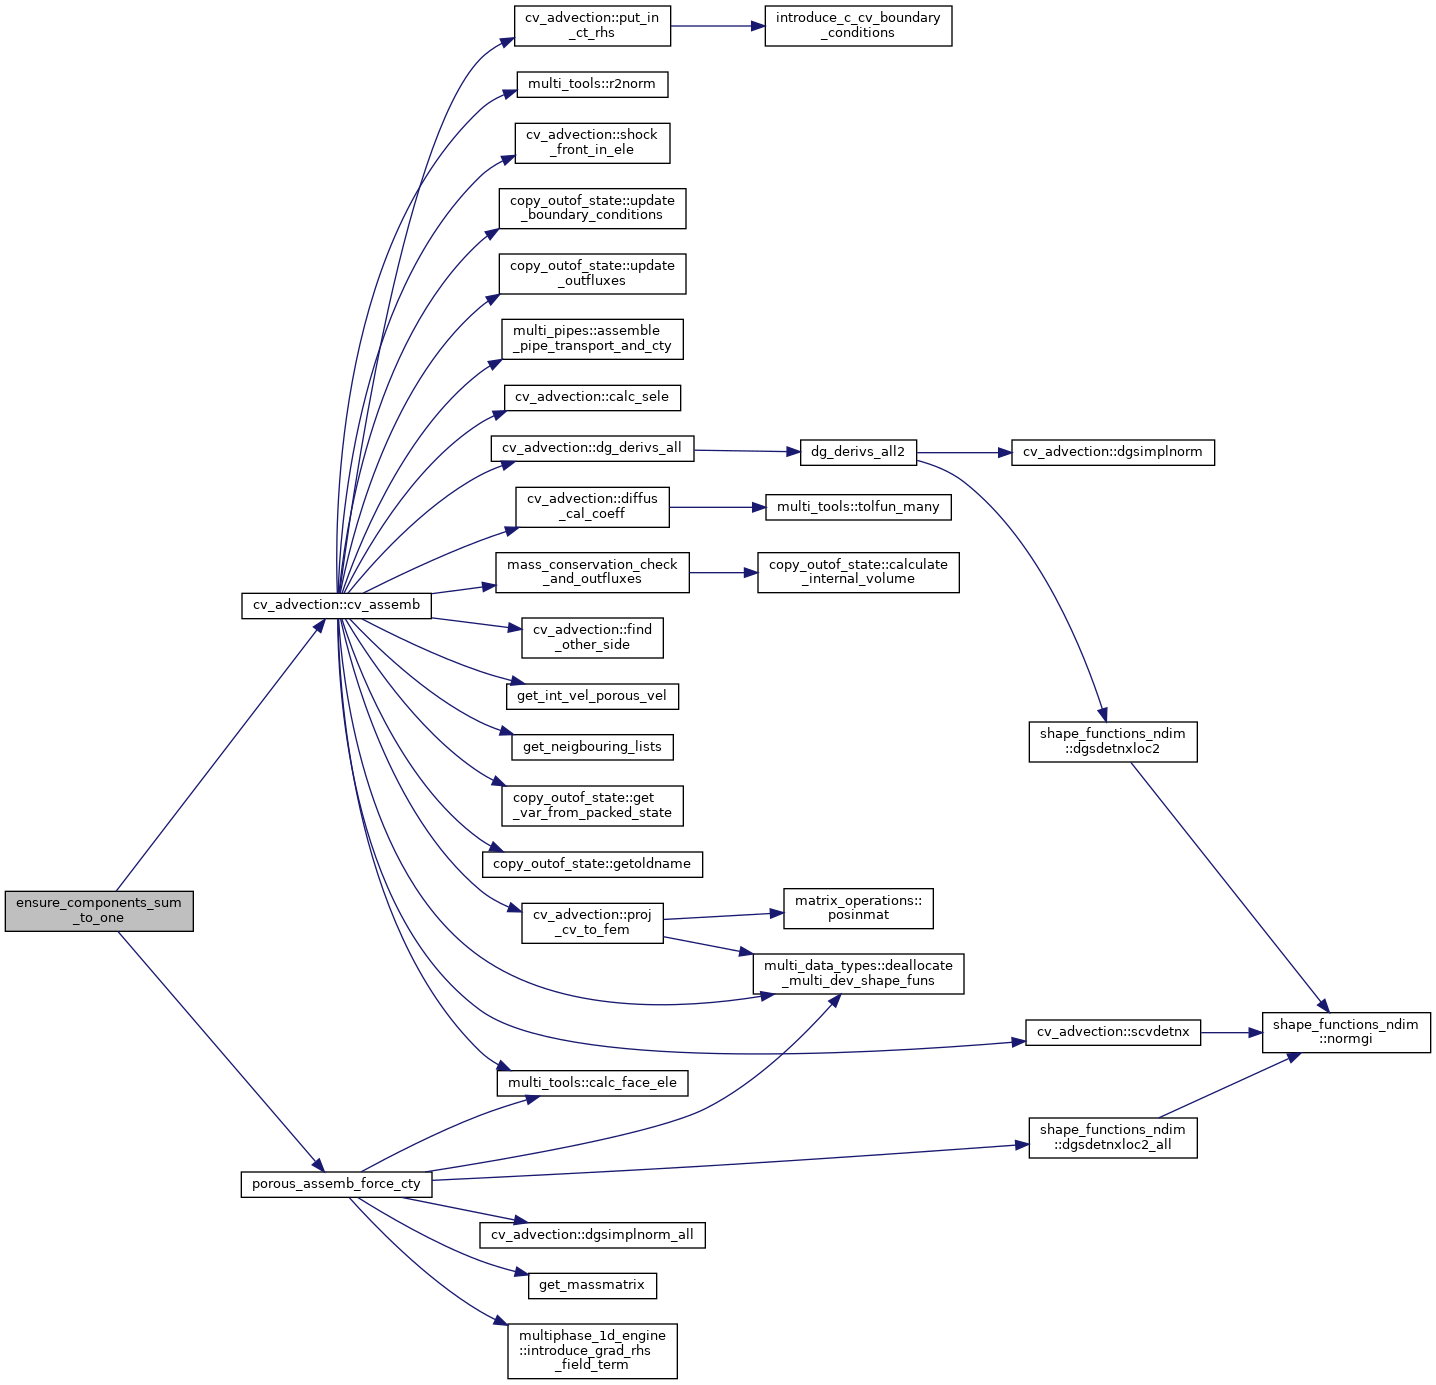 cv_advection::put_in
_ct_rhs
introduce_c_cv_boundary
_conditions
multi_tools::r2norm
cv_advection::shock
_front_in_ele
copy_outof_state::update
_boundary_conditions
copy_outof_state::update
_outfluxes
multi_pipes::assemble
_pipe_transport_and_cty
cv_advection::calc_sele
cv_advection::dg_derivs_all
dg_derivs_all2
cv_advection::dgsimplnorm
cv_advection::diffus
_cal_coeff
multi_tools::tolfun_many
mass_conservation_check
_and_outfluxes
copy_outof_state::calculate
_internal_volume
cv_advection::cv_assemb
cv_advection::find
_other_side
get_int_vel_porous_vel
get_neigbouring_lists
shape_functions_ndim
::dgsdetnxloc2
copy_outof_state::get
_var_from_packed_state
copy_outof_state::getoldname
ensure_components_sum
_to_one
cv_advection::proj
_cv_to_fem
matrix_operations::
posinmat
multi_data_types::deallocate
_multi_dev_shape_funs
cv_advection::scvdetnx
shape_functions_ndim
::normgi
multi_tools::calc_face_ele
shape_functions_ndim
::dgsdetnxloc2_all
porous_assemb_force_cty
cv_advection::dgsimplnorm_all
get_massmatrix
multiphase_1d_engine
::introduce_grad_rhs
_field_term